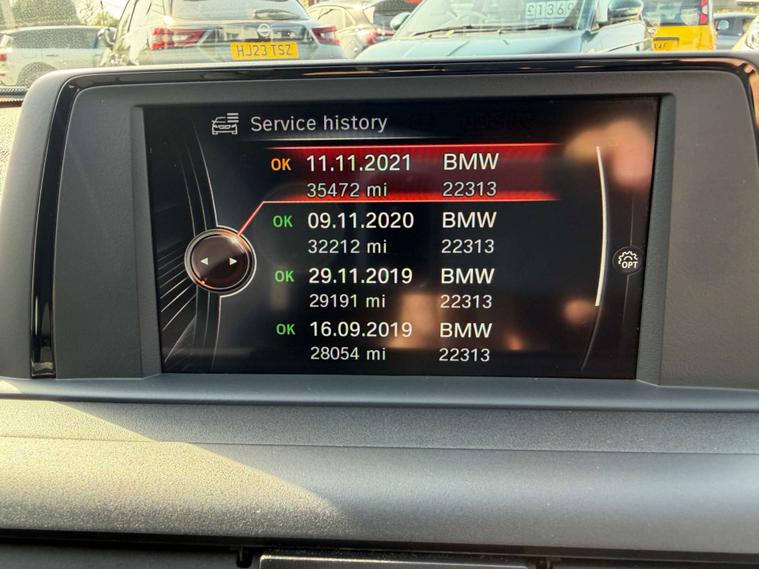 HJ23 TSZ
Service history
OK 11.11.2021 BMW
35472 mi 22313
OK 09.11.2020 BMW
32212 mi 22313
OK 29.11.2019 BMW
29191 mi 22313
OPT
OK 16.09.2019 BMW
28054 mi 22313